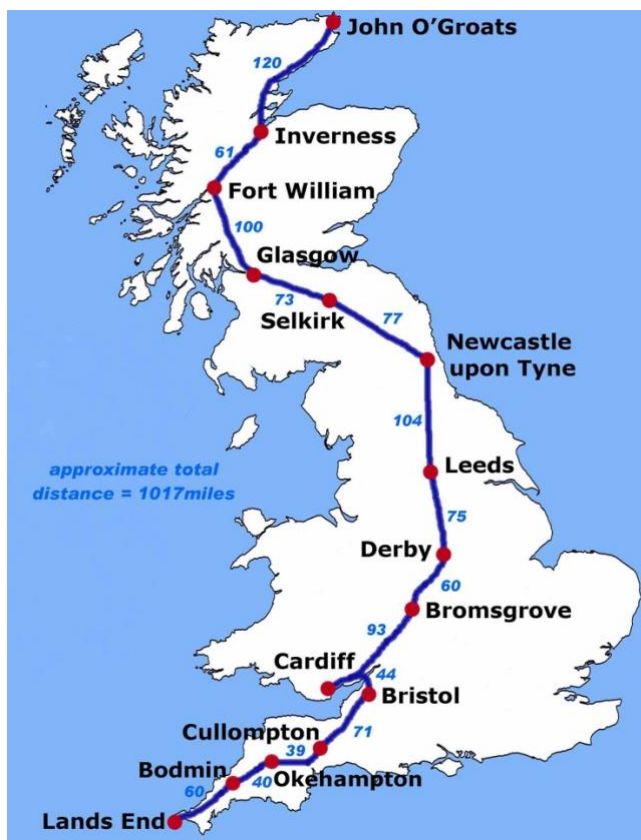 John O'Groats
120
Inverness
61
Fort William
100
Glasgow
73
Selkirk
77
Newcastle
upon Tyne
104
approximate total
distance = 1017miles
Leeds
75
Derby
60
Bromsgrove
93
Cardiff
44
Bristol
Cullompton
71
39
Bodmin
Okehampton
40
60
Lands End